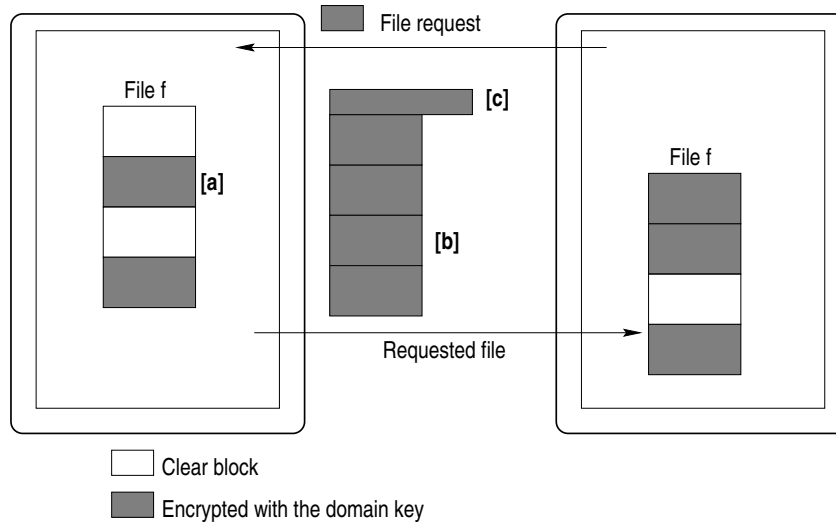 File request
File f
[c]
[a]
File f
[b]
Requested file
Clear block
Encrypted with the domain key